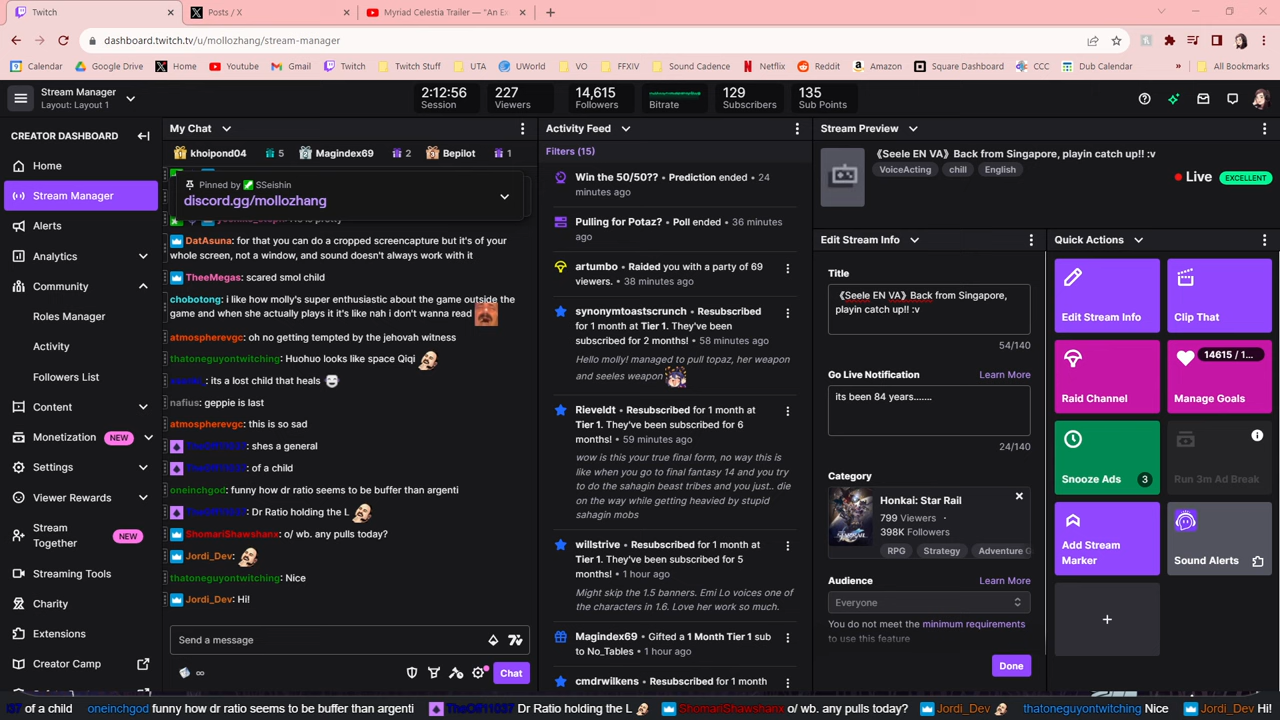 Twitch
Posts / X
Myriad Celestia Trailer — "An Ex
dashboard.twitch.tv/u/mollozhang/stream-manager
Calendar
Google Drive
Home
Youtube
Gmail
Twitch
Twitch Stuff
UTA
UWorld
VO
FFXIV
Sound Cadence
Netflix
Reddit
Amazon
Square Dashboard
CCC
Dub Calendar
»
All Bookmarks
Stream Manager
Layout: Layout 1
2:12:56
Session
227
Viewers
14,615
Followers
Bitrate
129
Subscribers
135
Sub Points
CREATOR DASHBOARD
Home
Stream Manager
Alerts
Analytics
Community
Roles Manager
Activity
Followers List
Content
Monetization NEW
Settings
Viewer Rewards
Stream
Together
NEW
Streaming Tools
Charity
Extensions
Creator Camp
My Chat
khoipond04 5
Magindex69 2
Bepilot 1
Pinned by SSeishin
discord.gg/mollozhang
DatAsuna: for that you can do a cropped screencapture but it's of your
whole screen, not a window, and sound doesn't always work with it
TheeMegas: scared smol child
chobotong: i like how molly's super enthusiastic about the game outside the
game and when she actually plays it it's like nah i don't wanna read
atmospherevgc: oh no getting tempted by the jehovah witness
thatoneguyontwitching: Huohuo looks like space Qiqi
: its a lost child that heals
nafius: geppie is last
atmospherevgc: this is so sad
TheOff11037: shes a general
TheOff11037: of a child
oneinchgod: funny how dr ratio seems to be buffer than argenti
TheOff11037: Dr Ratio holding the L
ShomariShawshanx: o/ wb. any pulls today?
Jordi_Dev:
thatoneguyontwitching: Nice
Jordi_Dev: Hi!
Send a message
∞
Chat
Activity Feed
Filters (15)
Win the 50/50?? • Prediction ended • 24
minutes ago
Pulling for Potaz? • Poll ended • 36 minutes
ago
artumbo • Raided you with a party of 69
viewers. • 38 minutes ago
synonymtoastscrunch • Resubscribed
for 1 month at Tier 1. They've been
subscribed for 2 months! • 58 minutes ago
Hello molly! managed to pull topaz, her weapon
and seeles weapon
Rieveldt • Resubscribed for 1 month at
Tier 1. They've been subscribed for 6
months! • 59 minutes ago
wow is this your true final form, no way this is
like when you go to final fantasy 14 and you try
to do the sahagin beast tribes and you just.. die
on the way while getting heavied by stupid
sahagin mobs
willstrive • Resubscribed for 1 month at
Tier 1. They've been subscribed for 5
months! • 1 hour ago
Might skip the 1.5 banners. Emi Lo voices one of
the characters in 1.6. Love her work so much.
Magindex69 • Gifted a 1 Month Tier 1 sub
to No_Tables • 1 hour ago
cmdrwilkens • Resubscribed for 1 month
Stream Preview
《Seele EN VA》Back from Singapore, playin catch up!! :v
VoiceActing
chill
English
Live
EXCELLENT
Edit Stream Info
Title
《Seele EN VA》Back from Singapore,
playin catch up!! :v
54/140
Go Live Notification
Learn More
its been 84 years.......
24/140
Category
Honkai: Star Rail
799 Viewers •
398K Followers
RPG
Strategy
Adventure G
Audience
Learn More
Everyone
You do not meet the minimum requirements
to use this feature
Done
Quick Actions
Edit Stream Info
Clip That
Raid Channel
14615 / 1...
Manage Goals
Snooze Ads 3
Run 3m Ad Break
Add Stream
Marker
Sound Alerts
+
037 of a child oneinchgod funny how dr ratio seems to be buffer than argenti TheOff11037 Dr Ratio holding the L ShomariShawshanx o/ wb. any pulls today? Jordi_Dev thatoneguyontwitching Nice Jordi_Dev Hi!